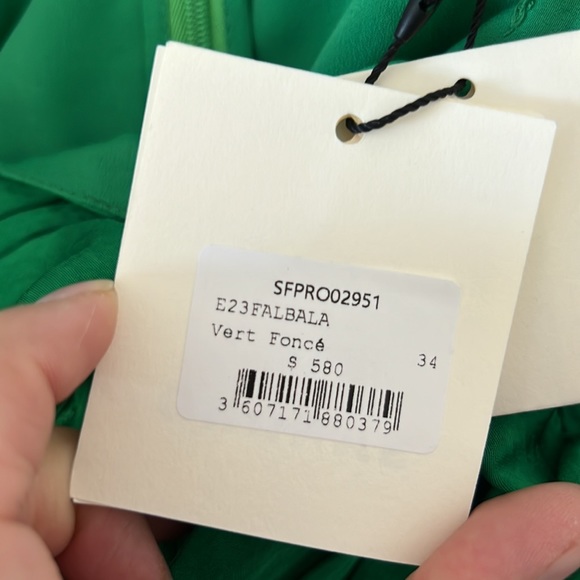 SFPRO02951
E23FALBALA
Vert Foncé
34
$ 580
3 607171 880379